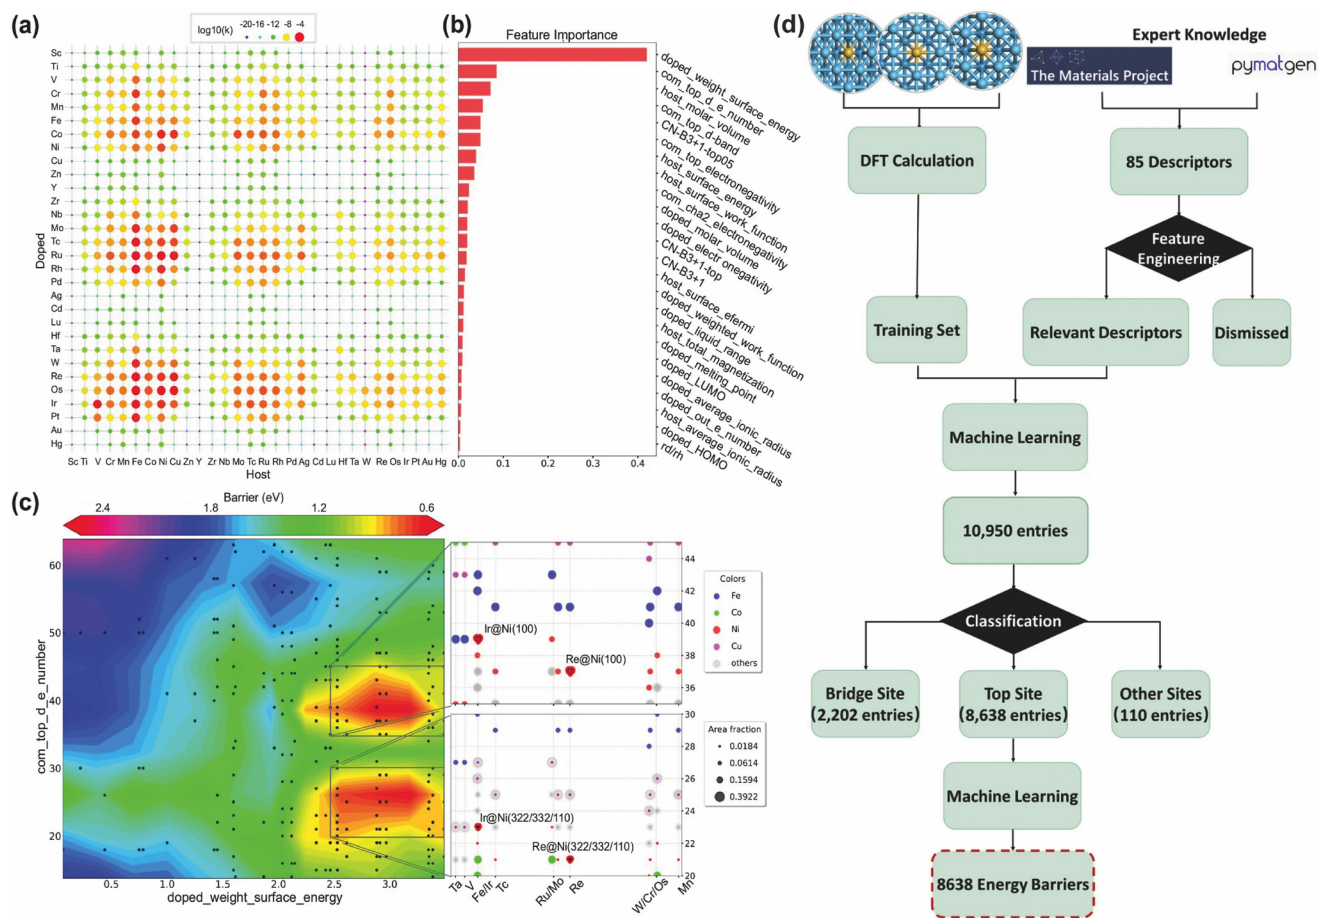 (a)
log10(k)
-20 -16 -12 -8 -4
Doped
Sc
Ti
V
Cr
Mn
Fe
Co
Ni
Cu
Zn
Y
Zr
Nb
Mo
Tc
Ru
Rh
Pd
Ag
Cd
Lu
Hf
Ta
W
Re
Os
Ir
Pt
Au
Hg
Sc Ti V Cr Mn Fe Co Ni Cu Zn Y Zr Nb Mo Tc Ru Rh Pd Ag Cd Lu Hf Ta W Re Os Ir Pt Au Hg
Host
(b)
Feature Importance
doped_weight_surface_energy
com_top_d_e_number
host_molar_volume
com_top_d-band
CN-B3+1-top05
com_top_electronegativity
host_surface_energy
host_surface_work_function
com_cha2_electronegativity
doped_molar_volume
doped_electr onegativity
CN-B3+1-top
CN-B3+1
host_surface_efermi
doped_weighted_work_function
doped_liquid_range
host_total_magnetization
doped_melting_point
doped_LUMO
doped_average_ionic_radius
doped_out_e_number
host_average_ionic_radius
doped_HOMO
rd/rh
0.0 0.1 0.2 0.3 0.4
(c)
Barrier (eV)
2.4 1.8 1.2 0.6
com_top_d_e_number
60
50
40
30
20
0.5 1.0 1.5 2.0 2.5 3.0
doped_weight_surface_energy
44
42
40
38
36
Ir@Ni(100)
Re@Ni(100)
30
28
26
24
22
20
Ir@Ni(322/332/110)
Re@Ni(322/332/110)
Ta V Fe/Ir Tc Ru/Mo Re W/Cr/Os Mn
Colors
Fe
Co
Ni
Cu
others
Area fraction
0.0184
0.0614
0.1594
0.3922
(d)
Expert Knowledge
The Materials Project
pymatgen
DFT Calculation
85 Descriptors
Feature
Engineering
Training Set
Relevant Descriptors
Dismissed
Machine Learning
10,950 entries
Classification
Bridge Site
(2,202 entries)
Top Site
(8,638 entries)
Other Sites
(110 entries)
Machine Learning
8638 Energy Barriers